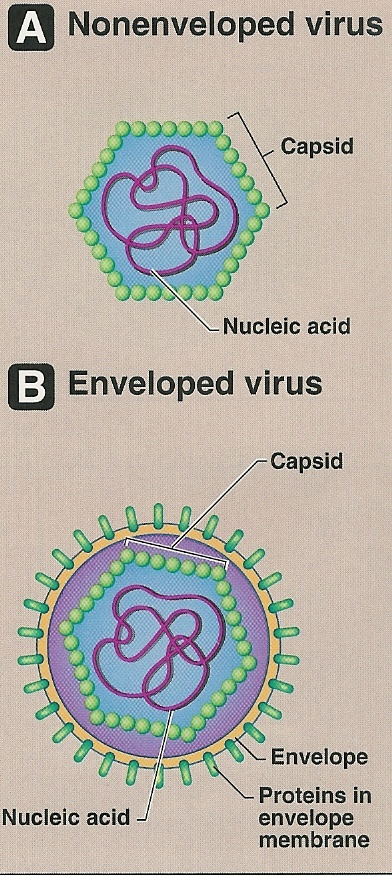 A Nonenveloped virus
Capsid
Nucleic acid
B Enveloped virus
Capsid
Envelope
Nucleic acid
Proteins in
envelope
membrane